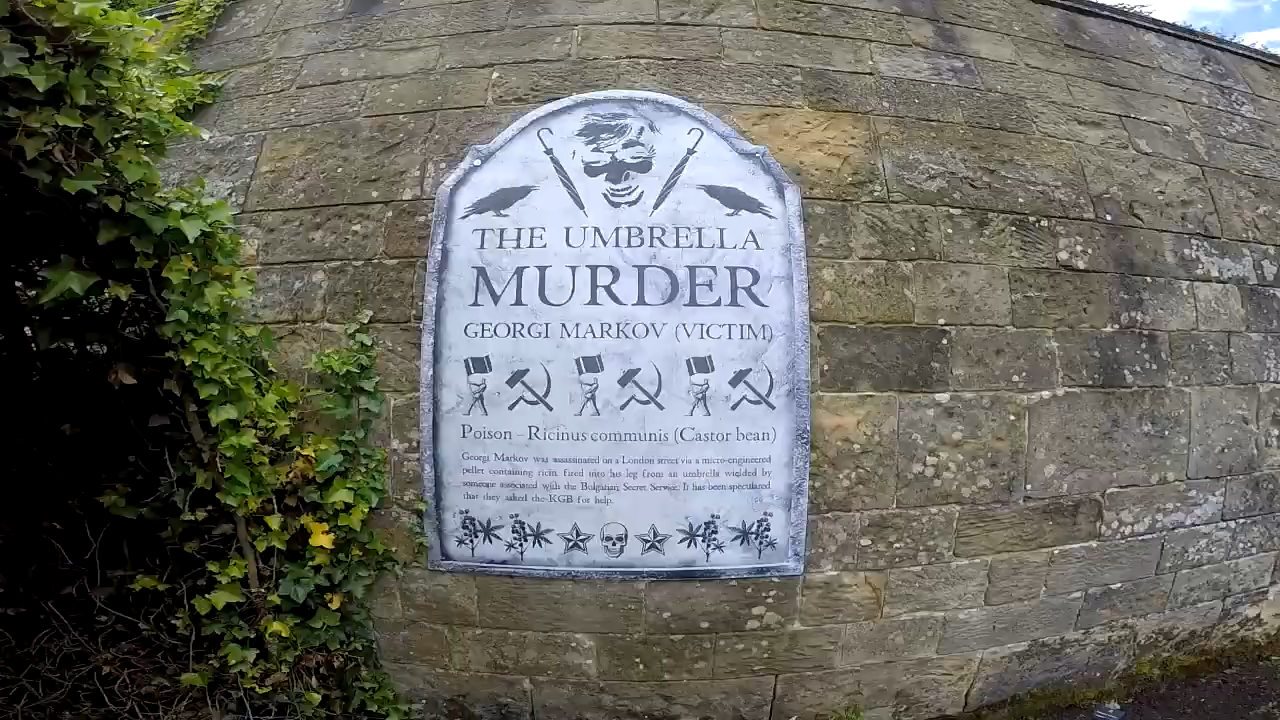 THE UMBRELLA
MURDER
GEORGI MARKOV (VICTIM)
Poison - Ricinus communis (Castor bean)
Georgi Markov was assassinated on a London street via a micro-engineered
pellet containing ricin, fired into his leg from an umbrella wielded by
someone associated with the Bulgarian Secret Service. It has been speculated
that they asked the KGB for help.